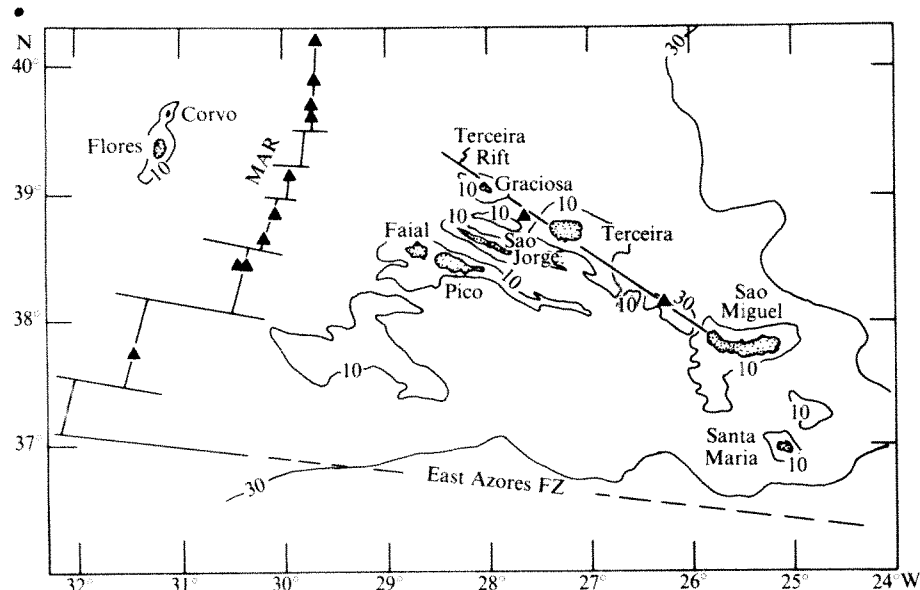 N
40°
39°
38°
37°
Corvo
Flores
10
MAR
30
Terceira
Rift
10
Graciosa
10
10
10
Faial
Sao
Jorge
Terceira
10
Pico
10
30
Sao
Miguel
10
10
10
Santa
Maria
10
East Azores FZ
30
32°
31°
30°
29°
28°
27°
26°
25°
24°W